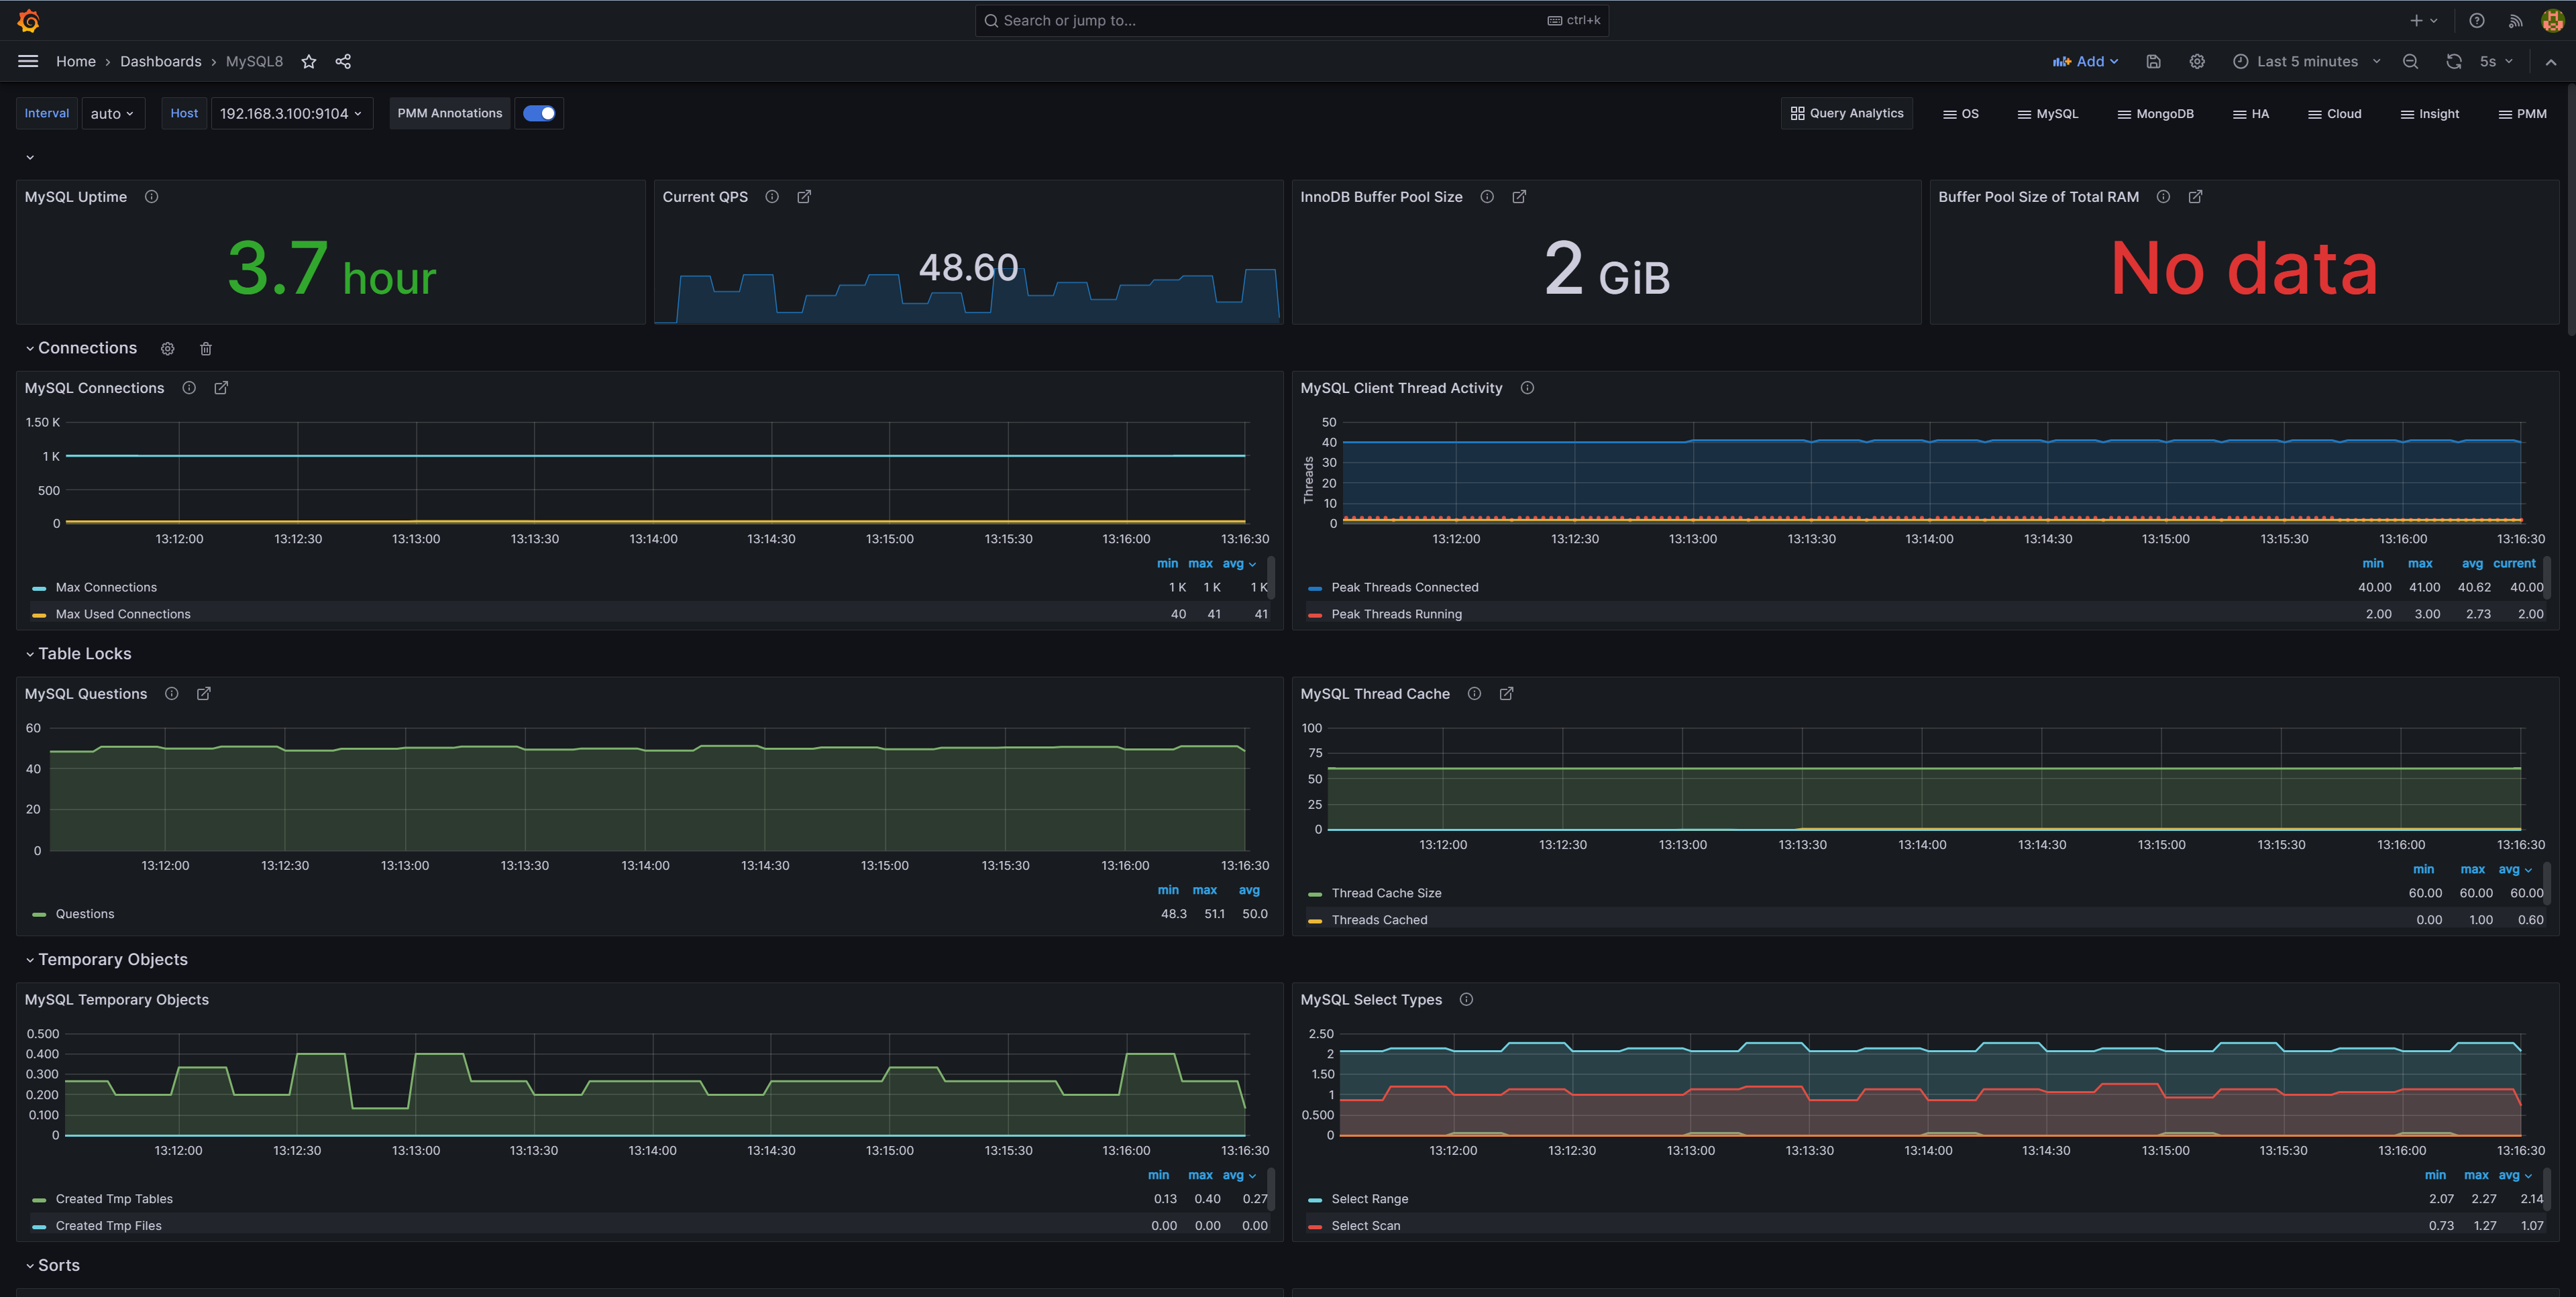 Search or jump to...
ctrl+k
Home › Dashboards › MySQL8
Add
Last 5 minutes
5s
Interval
auto
Host
192.168.3.100:9104
PMM Annotations
Query Analytics
OS
MySQL
MongoDB
HA
Cloud
Insight
PMM
MySQL Uptime
3.7 hour
Current QPS
48.60
InnoDB Buffer Pool Size
2 GiB
Buffer Pool Size of Total RAM
No data
Connections
MySQL Connections
1.50 K
1 K
500
0
13:12:00 13:12:30 13:13:00 13:13:30 13:14:00 13:14:30 13:15:00 13:15:30 13:16:00 13:16:30
min max avg
Max Connections 1 K 1 K 1 K
Max Used Connections 40 41 41
MySQL Client Thread Activity
Threads
50
40
30
20
10
0
13:12:00 13:12:30 13:13:00 13:13:30 13:14:00 13:14:30 13:15:00 13:15:30 13:16:00 13:16:30
min max avg current
Peak Threads Connected 40.00 41.00 40.62 40.00
Peak Threads Running 2.00 3.00 2.73 2.00
Table Locks
MySQL Questions
60
40
20
0
13:12:00 13:12:30 13:13:00 13:13:30 13:14:00 13:14:30 13:15:00 13:15:30 13:16:00 13:16:30
min max avg
Questions 48.3 51.1 50.0
MySQL Thread Cache
100
75
50
25
0
13:12:00 13:12:30 13:13:00 13:13:30 13:14:00 13:14:30 13:15:00 13:15:30 13:16:00 13:16:30
min max avg
Thread Cache Size 60.00 60.00 60.00
Threads Cached 0.00 1.00 0.60
Temporary Objects
MySQL Temporary Objects
0.500
0.400
0.300
0.200
0.100
0
13:12:00 13:12:30 13:13:00 13:13:30 13:14:00 13:14:30 13:15:00 13:15:30 13:16:00 13:16:30
min max avg
Created Tmp Tables 0.13 0.40 0.27
Created Tmp Files 0.00 0.00 0.00
MySQL Select Types
2.50
2
1.50
1
0.500
0
13:12:00 13:12:30 13:13:00 13:13:30 13:14:00 13:14:30 13:15:00 13:15:30 13:16:00 13:16:30
min max avg
Select Range 2.07 2.27 2.14
Select Scan 0.73 1.27 1.07
Sorts